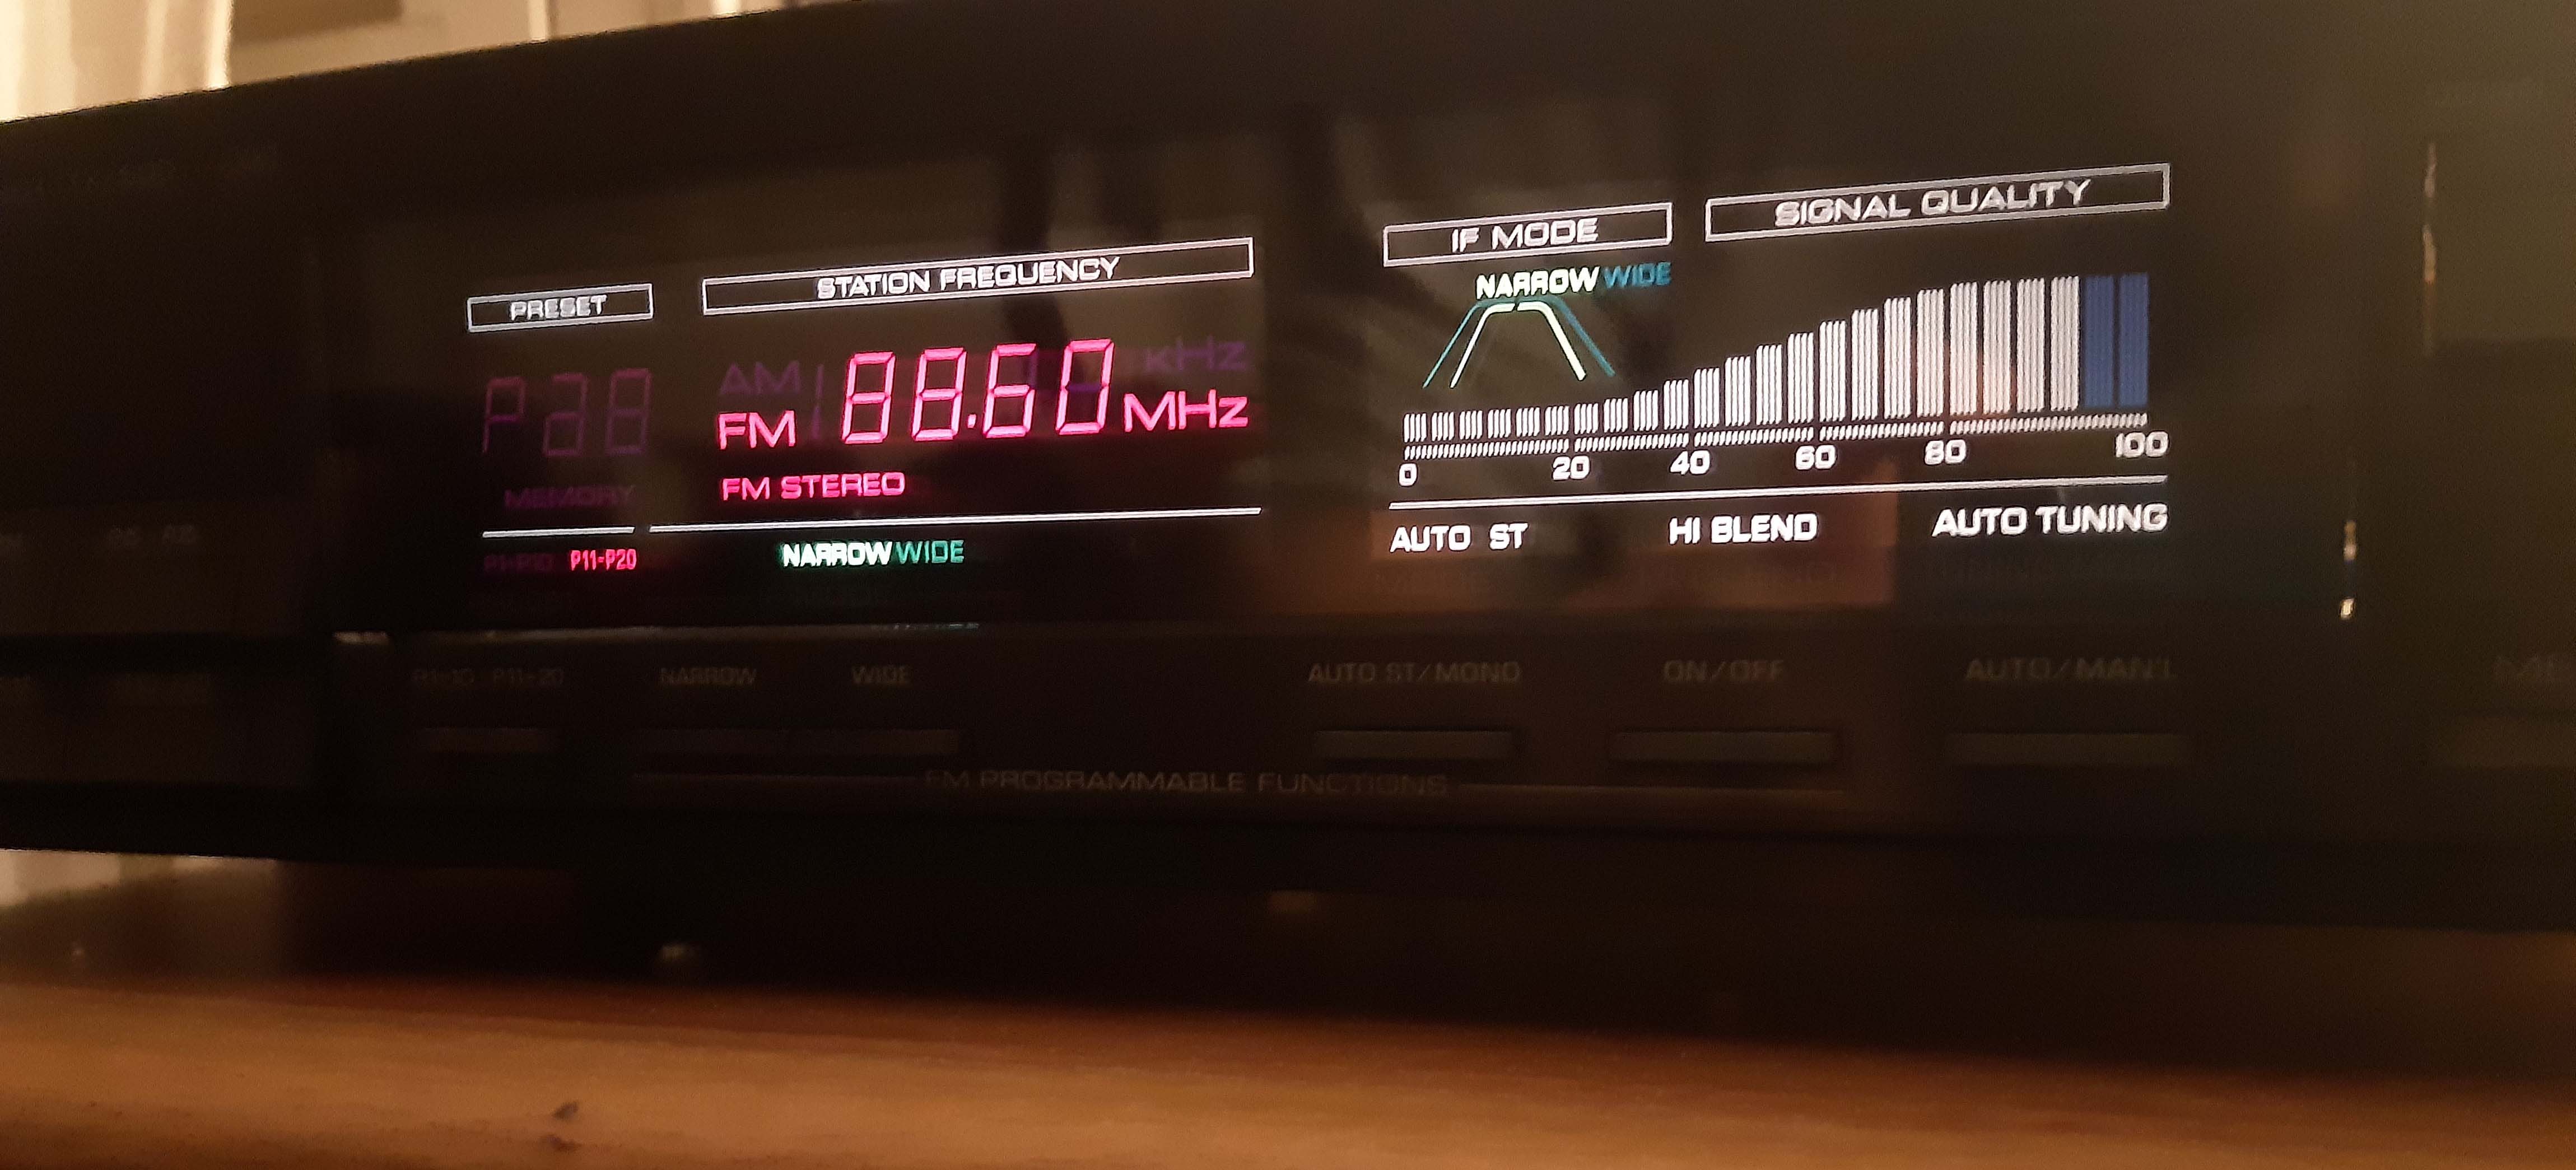 PRESET
STATION FREQUENCY
IF MODE
SIGNAL QUALITY
NARROW WIDE
AM kHz
FM 88.60 MHz
0 20 40 60 80 100
MEMORY
FM STEREO
P1-P10 P11-P20
NARROW WIDE
AUTO ST
HI BLEND
AUTO TUNING
P1-10 P11-20
NARROW
WIDE
AUTO ST/MONO
ON/OFF
AUTO/MAN'L
FM PROGRAMMABLE FUNCTIONS